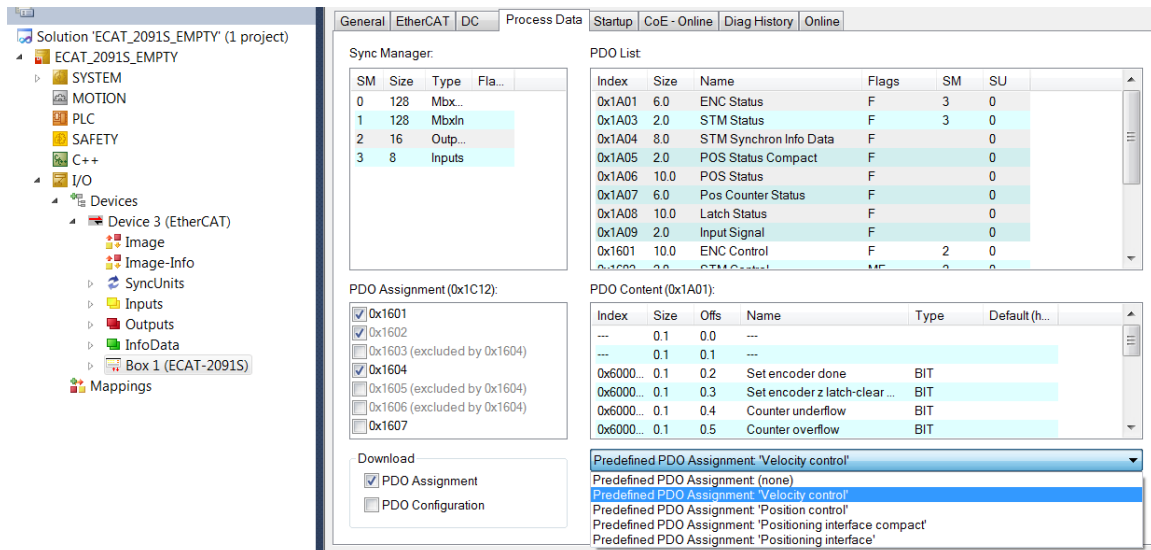 Solution 'ECAT_2091S_EMPTY' (1 project)
ECAT_2091S_EMPTY
SYSTEM
MOTION
PLC
SAFETY
C++
I/O
Devices
Device 3 (EtherCAT)
Image
Image-Info
SyncUnits
Inputs
Outputs
InfoData
Box 1 (ECAT-2091S)
Mappings
General EtherCAT DC Process Data Startup CoE - Online Diag History Online
Sync Manager:
SM Size Type Fla...
0 128 Mbx...
1 128 MbxIn
2 16 Outp...
3 8 Inputs
PDO List:
Index Size Name Flags SM SU
0x1A01 6.0 ENC Status F 3 0
0x1A03 2.0 STM Status F 3 0
0x1A04 8.0 STM Synchron Info Data F 0
0x1A05 2.0 POS Status Compact F 0
0x1A06 10.0 POS Status F 0
0x1A07 6.0 Pos Counter Status F 0
0x1A08 10.0 Latch Status F 0
0x1A09 2.0 Input Signal F 0
0x1601 10.0 ENC Control F 2 0
PDO Assignment (0x1C12):
0x1601
0x1602
0x1603 (excluded by 0x1604)
0x1604
0x1605 (excluded by 0x1604)
0x1606 (excluded by 0x1604)
0x1607
PDO Content (0x1A01):
Index Size Offs Name Type Default (h...
--- 0.1 0.0 ---
--- 0.1 0.1 ---
0x6000... 0.1 0.2 Set encoder done BIT
0x6000... 0.1 0.3 Set encoder z latch-clear ... BIT
0x6000... 0.1 0.4 Counter underflow BIT
0x6000... 0.1 0.5 Counter overflow BIT
Download
PDO Assignment
PDO Configuration
Predefined PDO Assignment: 'Velocity control'
Predefined PDO Assignment: (none)
Predefined PDO Assignment: 'Velocity control'
Predefined PDO Assignment: 'Position control'
Predefined PDO Assignment: 'Positioning interface compact'
Predefined PDO Assignment: 'Positioning interface'